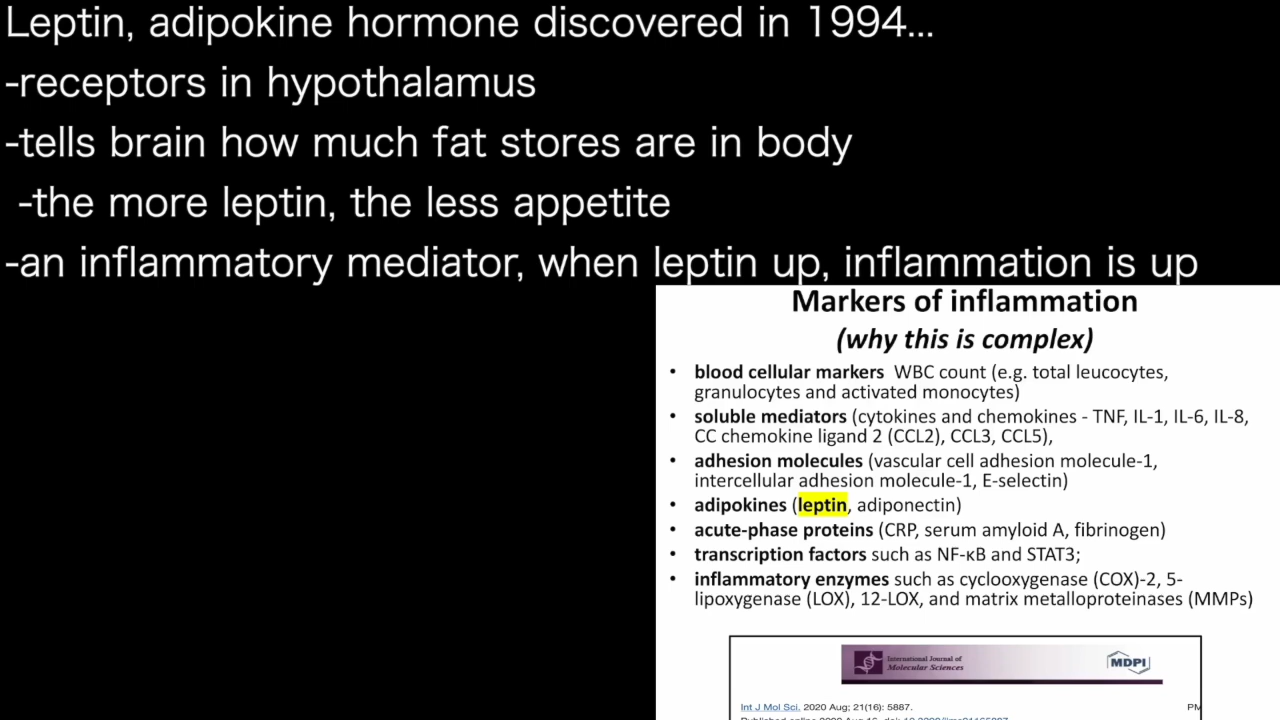 Leptin, adipokine hormone discovered in 1994...
-receptors in hypothalamus
-tells brain how much fat stores are in body
-the more leptin, the less appetite
-an inflammatory mediator, when leptin up, inflammation is up
Markers of inflammation
(why this is complex)
• blood cellular markers WBC count (e.g. total leucocytes,
granulocytes and activated monocytes)
• soluble mediators (cytokines and chemokines - TNF, IL-1, IL-6, IL-8,
CC chemokine ligand 2 (CCL2), CCL3, CCL5),
• adhesion molecules (vascular cell adhesion molecule-1,
intercellular adhesion molecule-1, E-selectin)
• adipokines (leptin, adiponectin)
• acute-phase proteins (CRP, serum amyloid A, fibrinogen)
• transcription factors such as NF-κB and STAT3;
• inflammatory enzymes such as cyclooxygenase (COX)-2, 5-
lipoxygenase (LOX), 12-LOX, and matrix metalloproteinases (MMPs)
International Journal of
Molecular Sciences
MDPI
Int J Mol Sci. 2020 Aug; 21(16): 5887.